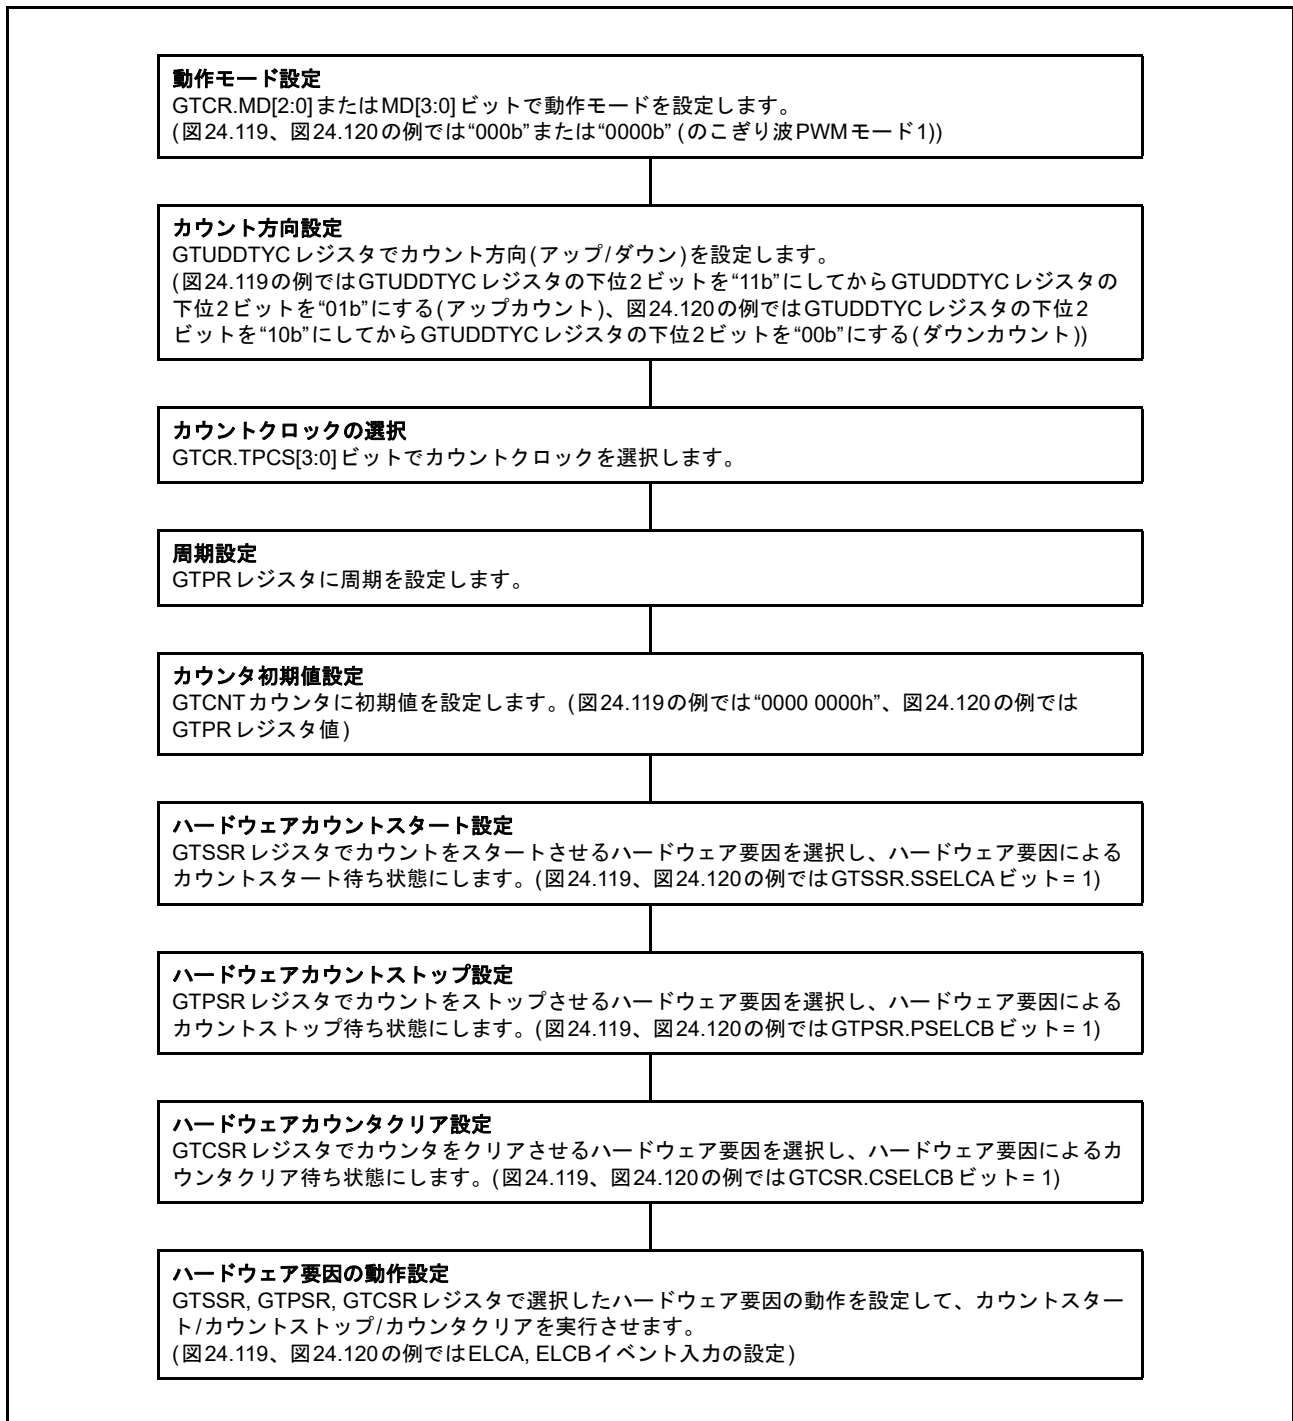 動作モード設定
GTCR.MD[2:0]またはMD[3:0]ビットで動作モードを設定します。
(図24.119、図24.120の例では“000b”または“0000b” (のこぎり波PWMモード1))
カウント方向設定
GTUDDTYCレジスタでカウント方向(アップ/ダウン)を設定します。
(図24.119の例ではGTUDDTYCレジスタの下位2ビットを“11b”にしてからGTUDDTYCレジスタの
下位2ビットを“01b”にする(アップカウント)、図24.120の例ではGTUDDTYCレジスタの下位2
ビットを“10b”にしてからGTUDDTYCレジスタの下位2ビットを“00b”にする(ダウンカウント))
カウントクロックの選択
GTCR.TPCS[3:0]ビットでカウントクロックを選択します。
周期設定
GTPRレジスタに周期を設定します。
カウンタ初期値設定
GTCNTカウンタに初期値を設定します。(図24.119の例では“0000 0000h”、図24.120の例では
GTPRレジスタ値)
ハードウェアカウントスタート設定
GTSSRレジスタでカウントをスタートさせるハードウェア要因を選択し、ハードウェア要因による
カウントスタート待ち状態にします。(図24.119、図24.120の例ではGTSSR.SSELCAビット= 1)
ハードウェアカウントストップ設定
GTPSRレジスタでカウントをストップさせるハードウェア要因を選択し、ハードウェア要因による
カウントストップ待ち状態にします。(図24.119、図24.120の例ではGTPSR.PSELCBビット= 1)
ハードウェアカウンタクリア設定
GTCSRレジスタでカウンタをクリアさせるハードウェア要因を選択し、ハードウェア要因によるカ
ウンタクリア待ち状態にします。(図24.119、図24.120の例ではGTCSR.CSELCBビット= 1)
ハードウェア要因の動作設定
GTSSR, GTPSR, GTCSRレジスタで選択したハードウェア要因の動作を設定して、カウントスター
ト/カウントストップ/カウンタクリアを実行させます。
(図24.119、図24.120の例ではELCA, ELCBイベント入力の設定)